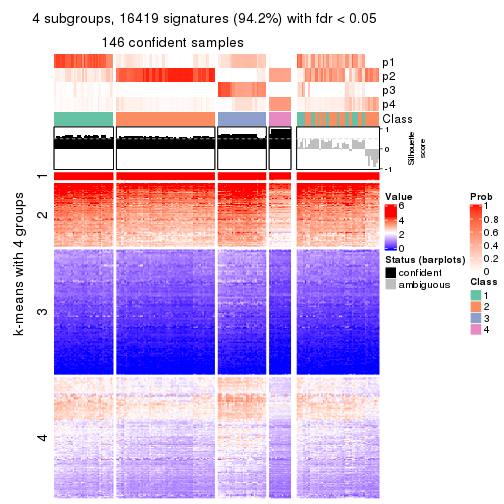 4 subgroups, 16419 signatures (94.2%) with fdr < 0.05
146 confident samples
p1
p2
p3
p4
Class
1
0
-1
Silhouette
score
k-means with 4 groups
1
2
3
4
Value
6
4
2
0
Status (barplots)
confident
ambiguous
Prob
1
0.8
0.6
0.4
0.2
0
Class
1
2
3
4